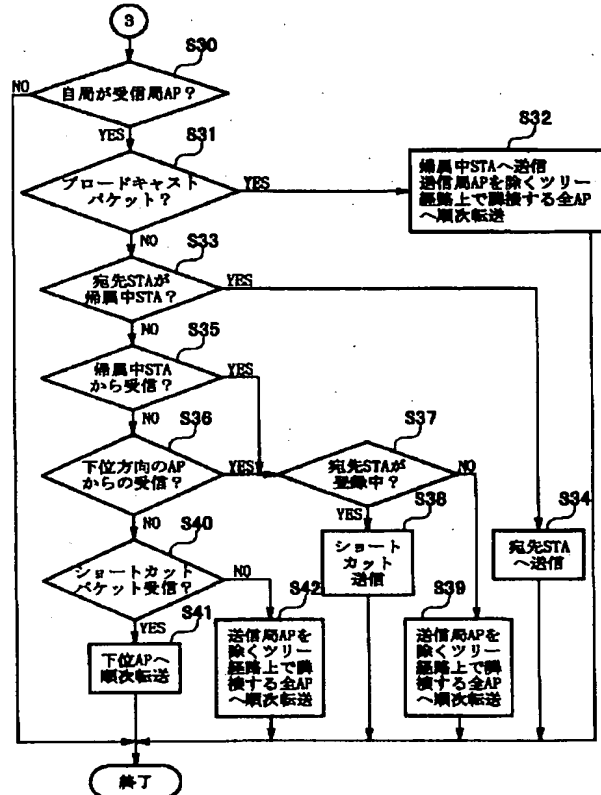 3
S30
NO
自局が受信局AP？
YES
S31
ブロードキャスト
パケット？
YES
S32
帰属中STAへ送信
送信局APを除くツリー
経路上で隣接する全AP
へ順次転送
NO
S33
宛先STAが
帰属中STA？
YES
NO
S35
帰属中STA
から受信？
YES
NO
S36
下位方向のAP
からの受信？
YES
S37
宛先STAが
登録中？
NO
YES
S38
ショート
カット
送信
S34
宛先STA
へ送信
NO
S40
ショートカット
パケット受信？
NO
YES
S41
下位APへ
順次転送
S42
送信局APを
除くツリー
経路上で隣
接する全AP
へ順次転送
S39
送信局APを
除くツリー
経路上で隣
接する全AP
へ順次転送
終了